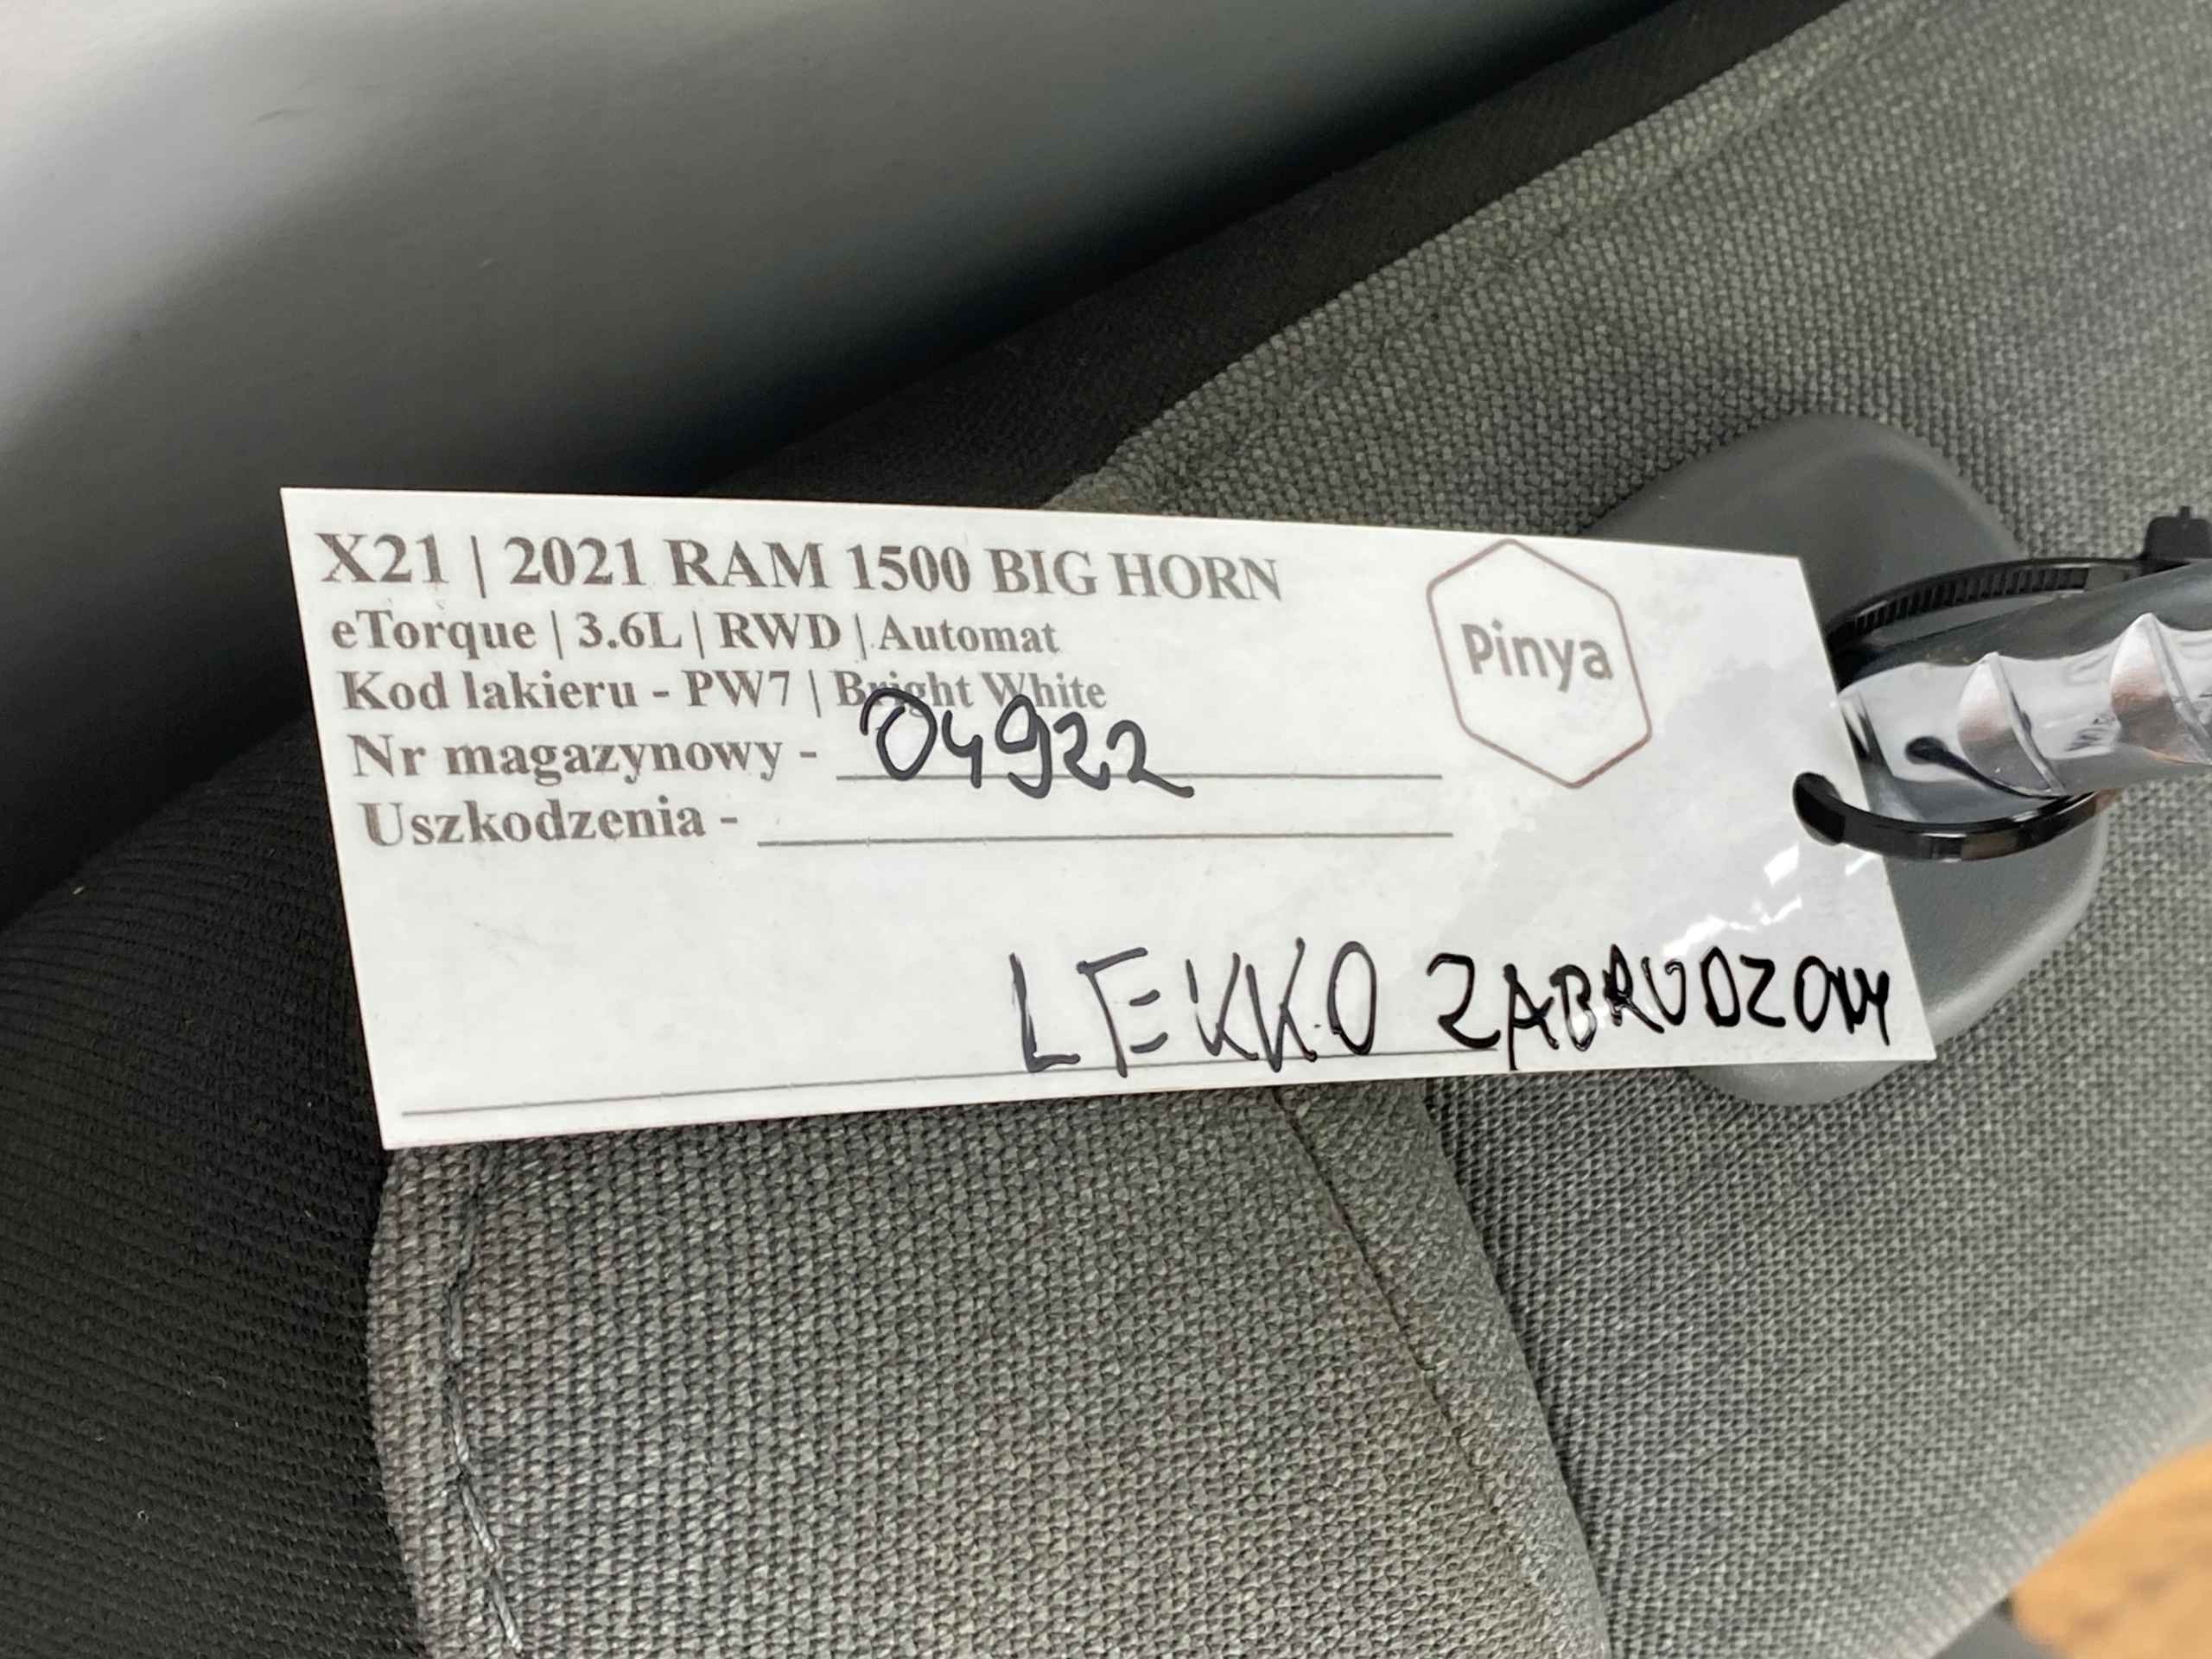 X21 | 2021 RAM 1500 BIG HORN
eTorque | 3.6L | RWD | Automat
Kod lakieru - PW7 | Bright White
Nr magazynowy - 04922
Uszkodzenia -
Pinya
LEKKO ZABRUDZONY